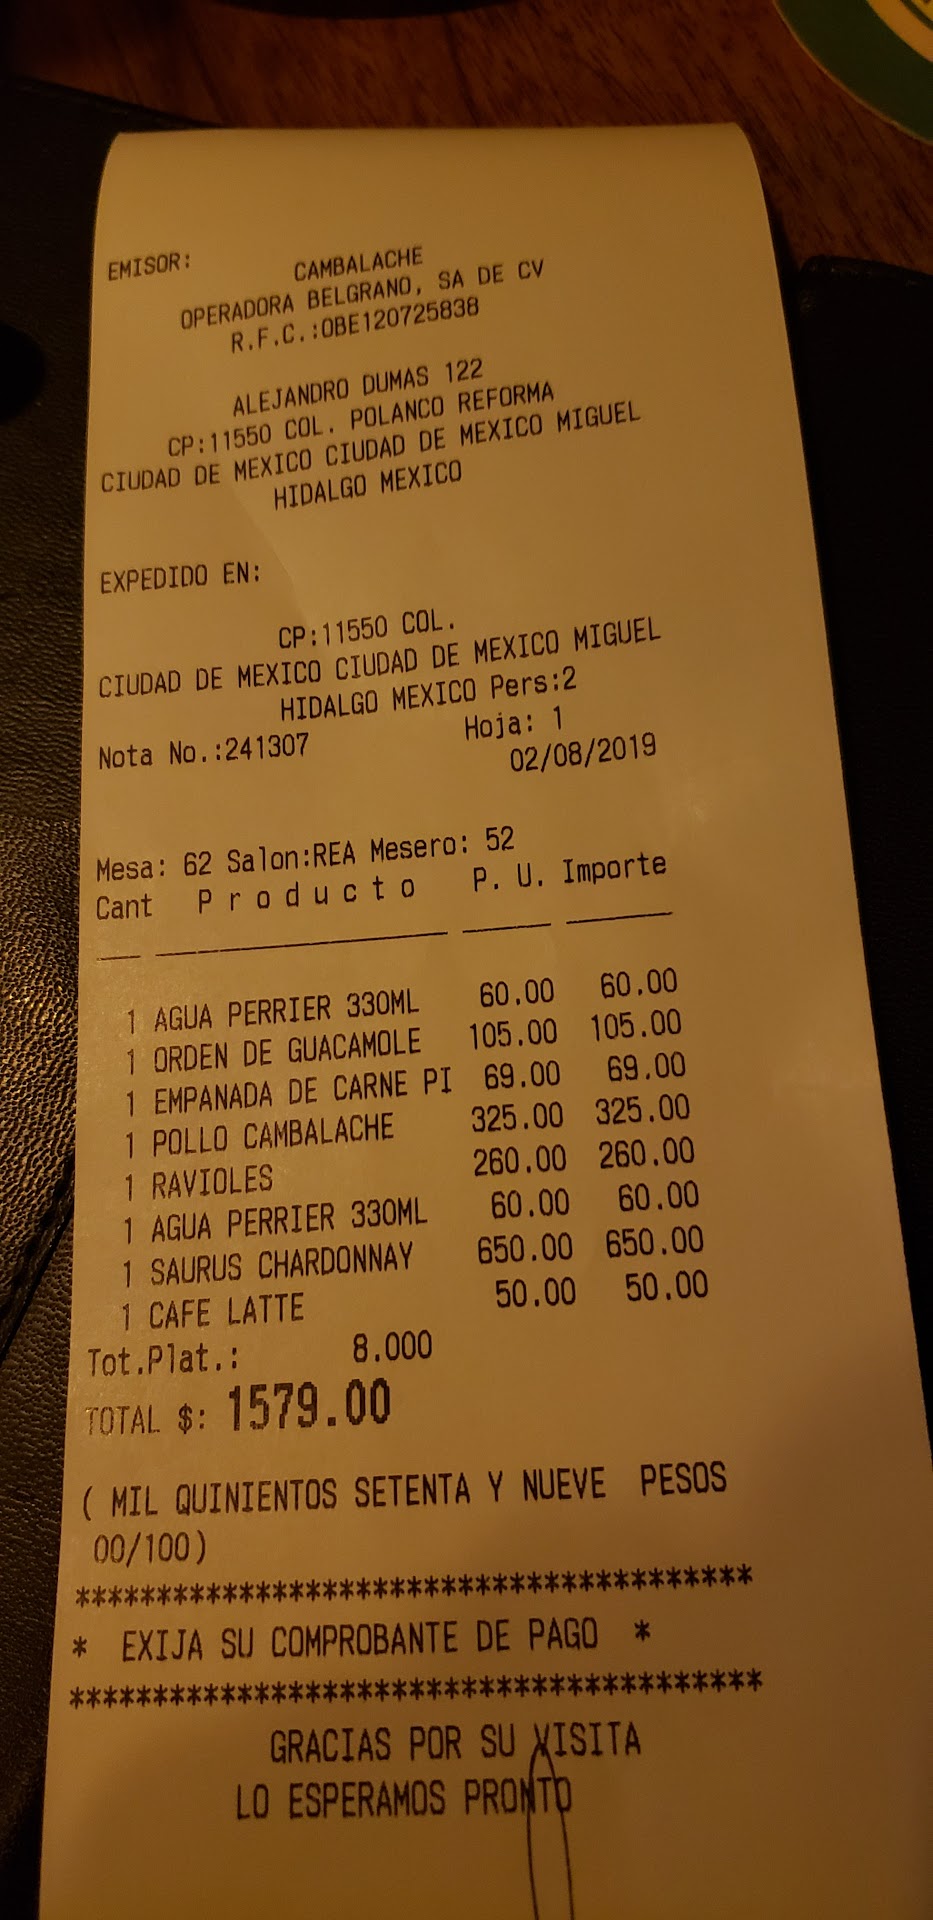 EMISOR: CAMBALACHE
OPERADORA BELGRANO, SA DE CV
R.F.C.:OBE120725838
ALEJANDRO DUMAS 122
CP:11550 COL. POLANCO REFORMA
CIUDAD DE MEXICO CIUDAD DE MEXICO MIGUEL
HIDALGO MEXICO
EXPEDIDO EN:
CP:11550 COL.
CIUDAD DE MEXICO CIUDAD DE MEXICO MIGUEL
HIDALGO MEXICO Pers:2
Nota No.:241307 Hoja: 1
02/08/2019
Mesa: 62 Salon:REA Mesero: 52
Cant P r o d u c t o P. U. Importe
1 AGUA PERRIER 330ML 60.00 60.00
1 ORDEN DE GUACAMOLE 105.00 105.00
1 EMPANADA DE CARNE PI 69.00 69.00
1 POLLO CAMBALACHE 325.00 325.00
1 RAVIOLES 260.00 260.00
1 AGUA PERRIER 330ML 60.00 60.00
1 SAURUS CHARDONNAY 650.00 650.00
1 CAFE LATTE 50.00 50.00
Tot.Plat.: 8.000
TOTAL $: 1579.00
( MIL QUINIENTOS SETENTA Y NUEVE PESOS
00/100)
****************************************
* EXIJA SU COMPROBANTE DE PAGO *
****************************************
GRACIAS POR SU VISITA
LO ESPERAMOS PRONTO